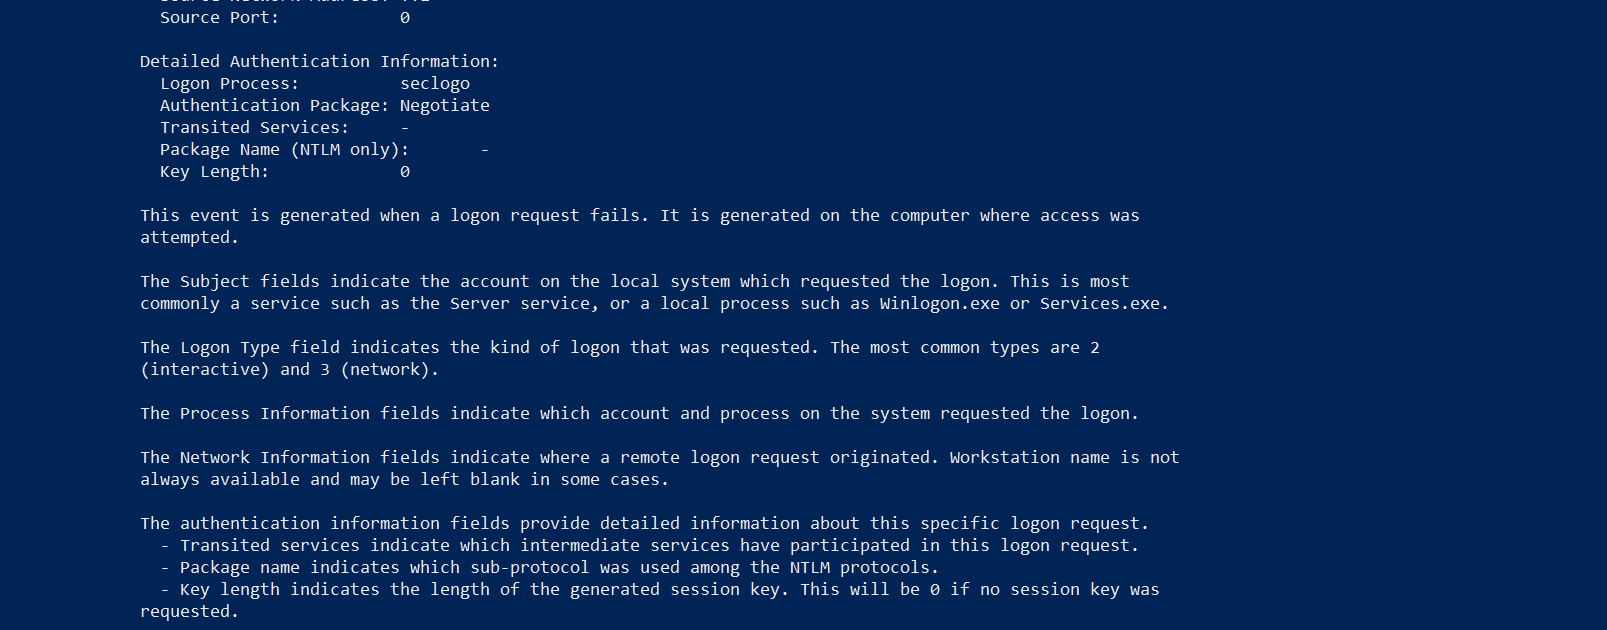 Source Port: 0
Detailed Authentication Information:
Logon Process: seclogo
Authentication Package: Negotiate
Transited Services: -
Package Name (NTLM only): -
Key Length: 0
This event is generated when a logon request fails. It is generated on the computer where access was
attempted.
The Subject fields indicate the account on the local system which requested the logon. This is most
commonly a service such as the Server service, or a local process such as Winlogon.exe or Services.exe.
The Logon Type field indicates the kind of logon that was requested. The most common types are 2
(interactive) and 3 (network).
The Process Information fields indicate which account and process on the system requested the logon.
The Network Information fields indicate where a remote logon request originated. Workstation name is not
always available and may be left blank in some cases.
The authentication information fields provide detailed information about this specific logon request.
- Transited services indicate which intermediate services have participated in this logon request.
- Package name indicates which sub-protocol was used among the NTLM protocols.
- Key length indicates the length of the generated session key. This will be 0 if no session key was
requested.